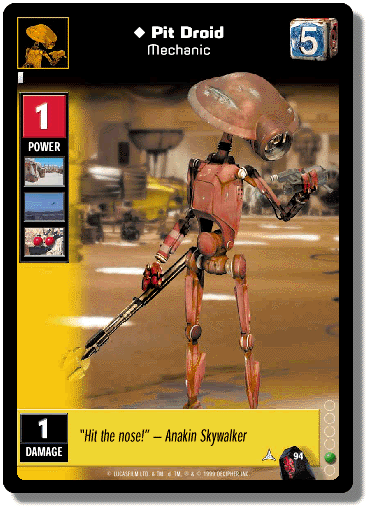 ♦ Pit Droid
Mechanic
5
1
POWER
1
DAMAGE
"Hit the nose!" – Anakin Skywalker
94
© LUCASFILM LTD. & TM. ® & © 1999 DECIPHER INC